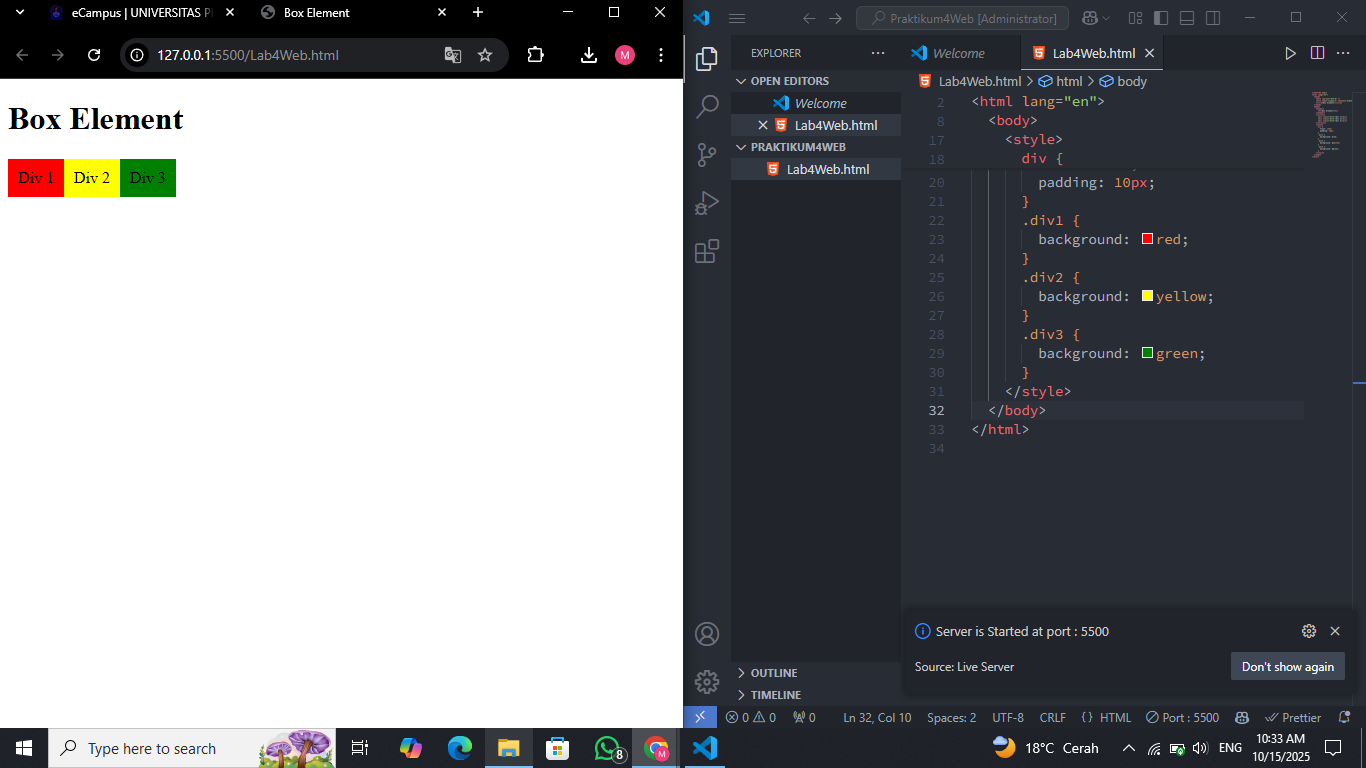 eCampus | UNIVERSITAS P
Box Element
127.0.0.1:5500/Lab4Web.html
M
Box Element
Div 1 Div 2 Div 3
Praktikum4Web [Administrator]
EXPLORER
OPEN EDITORS
Welcome
Lab4Web.html
PRAKTIKUM4WEB
Lab4Web.html
OUTLINE
TIMELINE
Welcome
Lab4Web.html
Lab4Web.html > html > body
2 <html lang="en">
8 <body>
17 <style>
18 div {
20 padding: 10px;
21 }
22 .div1 {
23 background: red;
24 }
25 .div2 {
26 background: yellow;
27 }
28 .div3 {
29 background: green;
30 }
31 </style>
32 </body>
33 </html>
34
Server is Started at port : 5500
Source: Live Server
Don't show again
0 0 0 Ln 32, Col 10 Spaces: 2 UTF-8 CRLF {} HTML Port : 5500 Prettier
Type here to search
8
M
18°C Cerah
ENG
10:33 AM
10/15/2025